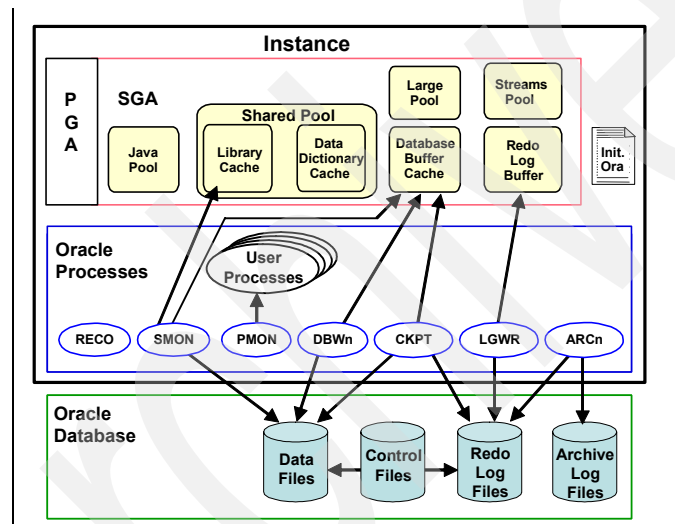 Instance
P
G
A
SGA
Java
Pool
Shared Pool
Library
Cache
Data
Dictionary
Cache
Large
Pool
Database
Buffer
Cache
Streams
Pool
Redo
Log
Buffer
Init.
Ora
Oracle
Processes
User
Processes
RECO
SMON
PMON
DBWn
CKPT
LGWR
ARCn
Oracle
Database
Data
Files
Control
Files
Redo
Log
Files
Archive
Log
Files